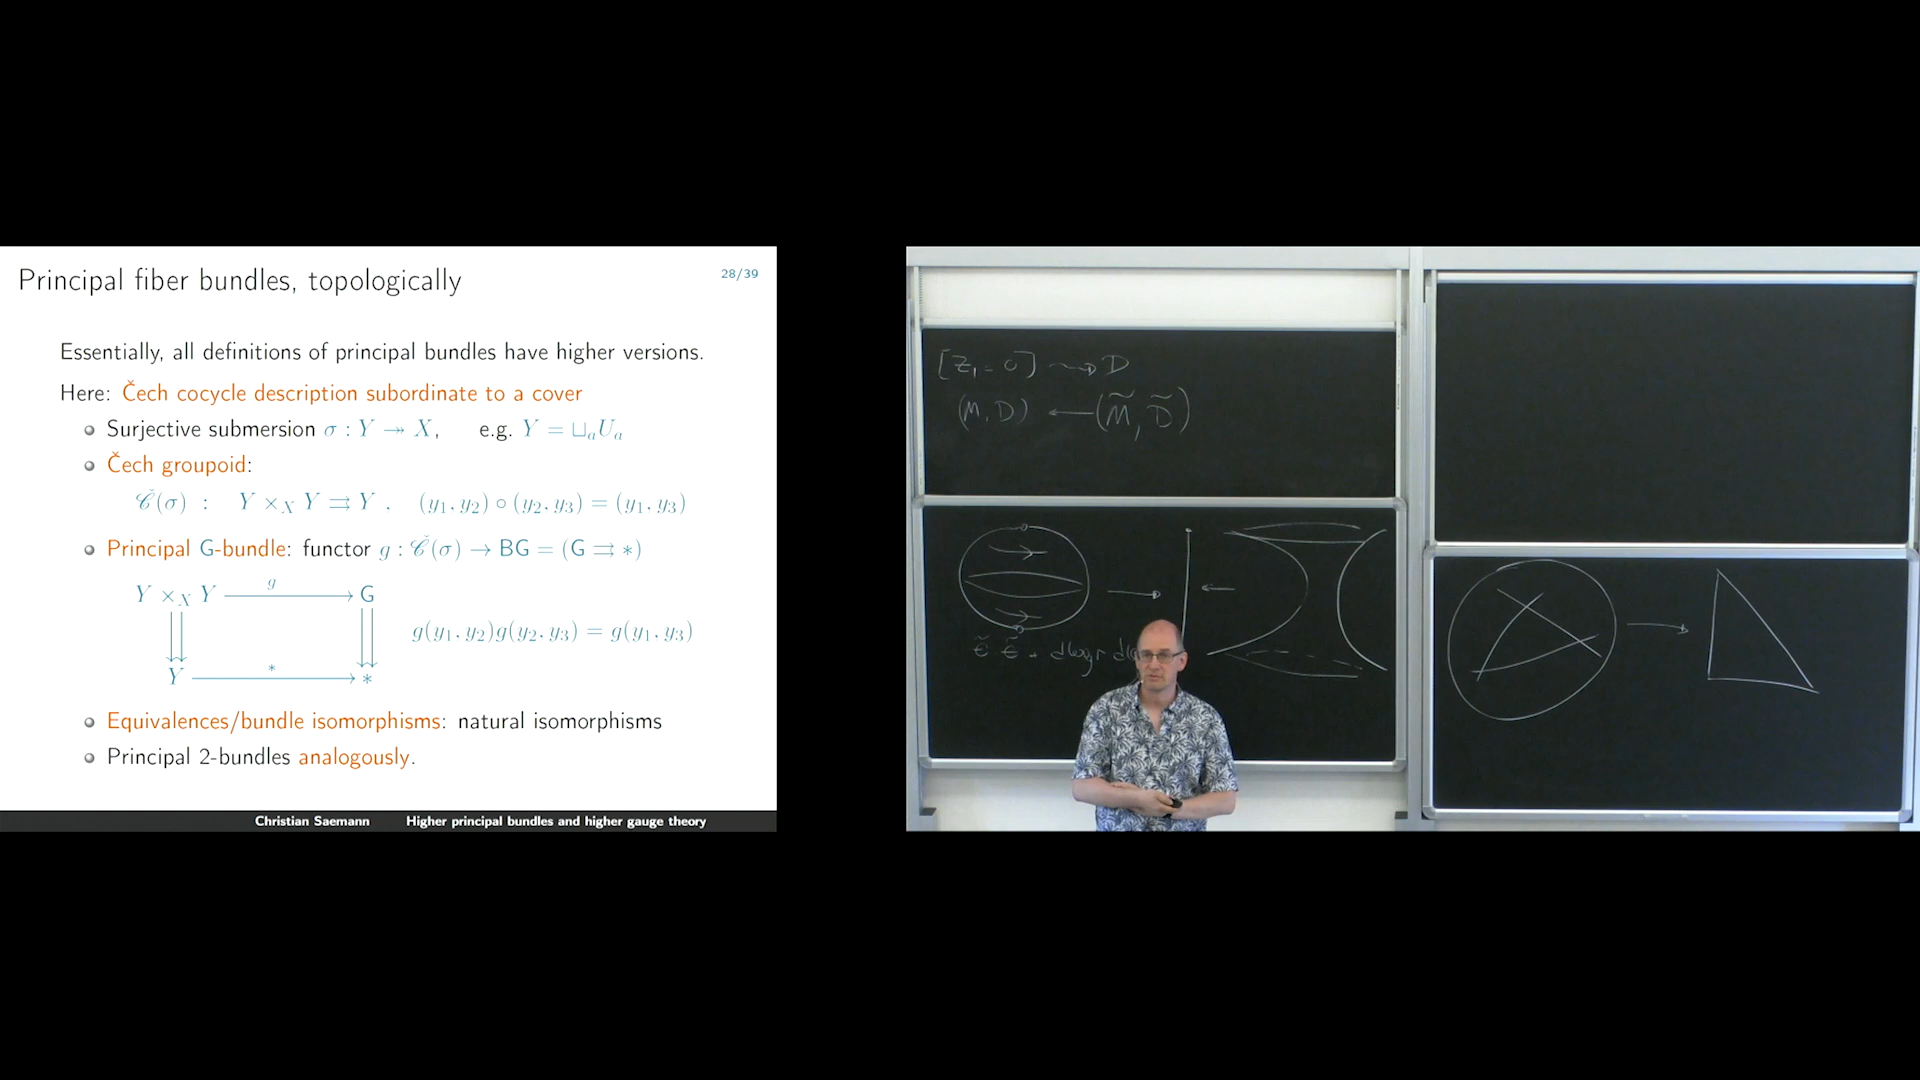 Principal fiber bundles, topologically
28/39
Essentially, all definitions of principal bundles have higher versions.
Here: Čech cocycle description subordinate to a cover
Surjective submersion σ : Y ↠ X, e.g. Y = ⊔ₐUₐ
Čech groupoid:
𝒞̌(σ) : Y ×_X Y ⇉ Y , (y₁, y₂) ∘ (y₂, y₃) = (y₁, y₃)
Principal G-bundle: functor g : 𝒞̌(σ) → BG = (G ⇉ *)
Y ×_X Y g G
g(y₁, y₂)g(y₂, y₃) = g(y₁, y₃)
Y * *
Equivalences/bundle isomorphisms: natural isomorphisms
Principal 2-bundles analogously.
Christian Saemann Higher principal bundles and higher gauge theory
[z₁ = 0] ⇝ D
(M, D) ← (M̃, D̃)